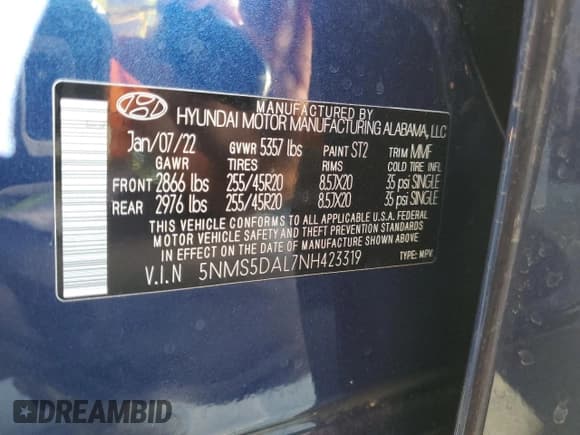 MANUFACTURED BY
HYUNDAI MOTOR MANUFACTURING ALABAMA, LLC
Jan/07/22 GVWR 5357 lbs PAINT ST2 TRIM MMF
GAWR TIRES RIMS COLD TIRE INFL.
FRONT 2866 lbs 255/45R20 8.5JX20 35 psi SINGLE
REAR 2976 lbs 255/45R20 8.5JX20 35 psi SINGLE
THIS VEHICLE CONFORMS TO ALL APPLICABLE U.S.A. FEDERAL
MOTOR VEHICLE SAFETY AND THEFT PREVENTION STANDARDS
IN EFFECT ON THE DATE OF MANUFACTURE SHOWN ABOVE.
V.I.N 5NMS5DAL7NH423319 TYPE: MPV
DREAMBID